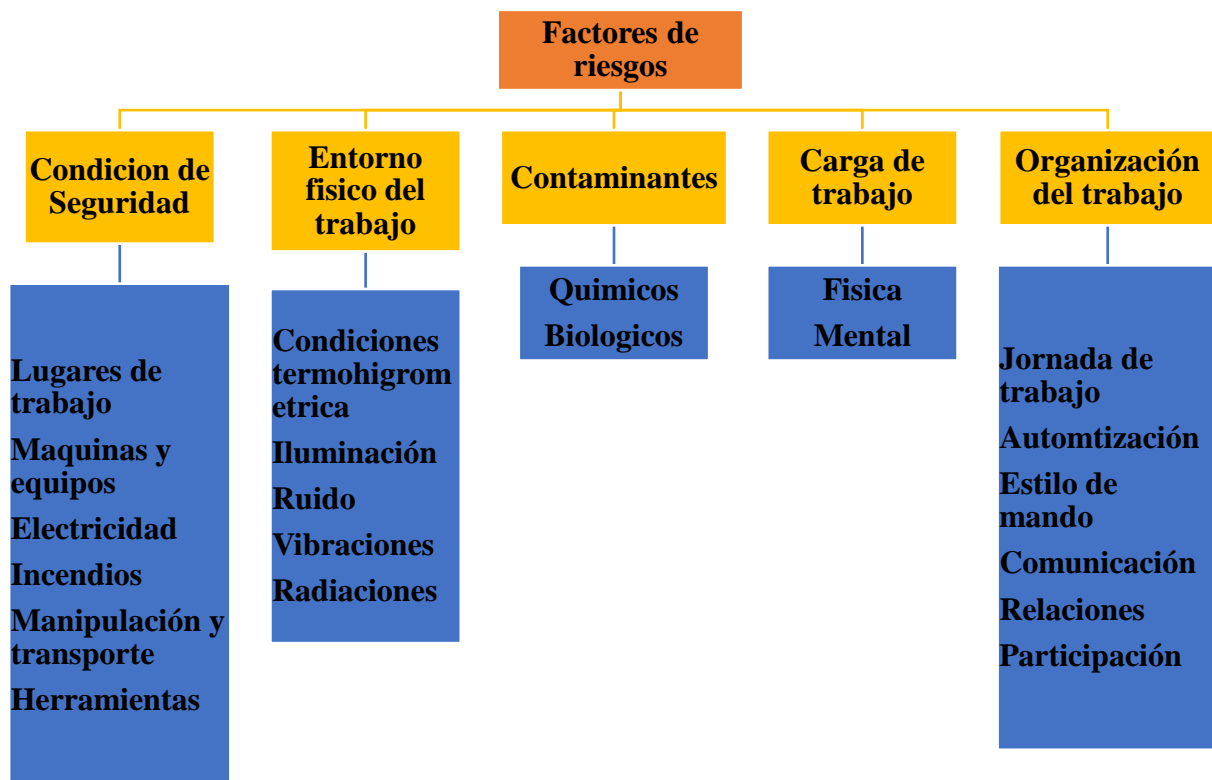 Factores de
riesgos
Condicion de
Seguridad
Entorno
fisico del
trabajo
Contaminantes
Carga de
trabajo
Organización
del trabajo
Lugares de
trabajo
Maquinas y
equipos
Electricidad
Incendios
Manipulación y
transporte
Herramientas
Condiciones
termohigrom
etrica
Iluminación
Ruido
Vibraciones
Radiaciones
Quimicos
Biologicos
Fisica
Mental
Jornada de
trabajo
Automtización
Estilo de
mando
Comunicación
Relaciones
Participación